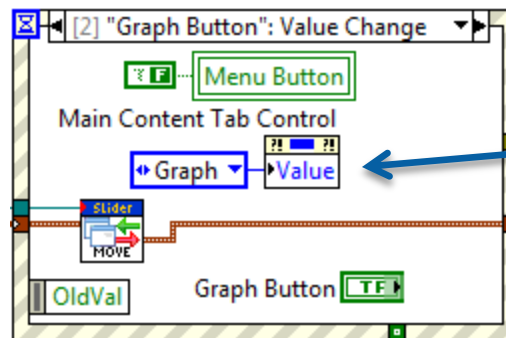 [2] "Graph Button": Value Change
F
Menu Button
Main Content Tab Control
?! ?!
Graph
Value
Slider
MOVE
Graph Button
TF
OldVal